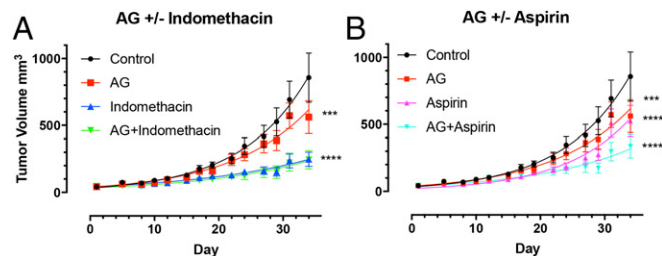 A
AG +/- Indomethacin
Tumor Volume mm³
1000
500
0
Control
AG
Indomethacin
AG+Indomethacin
***
****
0 10 20 30
Day
B
AG +/- Aspirin
1000
500
0
Control
AG
Aspirin
AG+Aspirin
***
****
****
0 10 20 30
Day